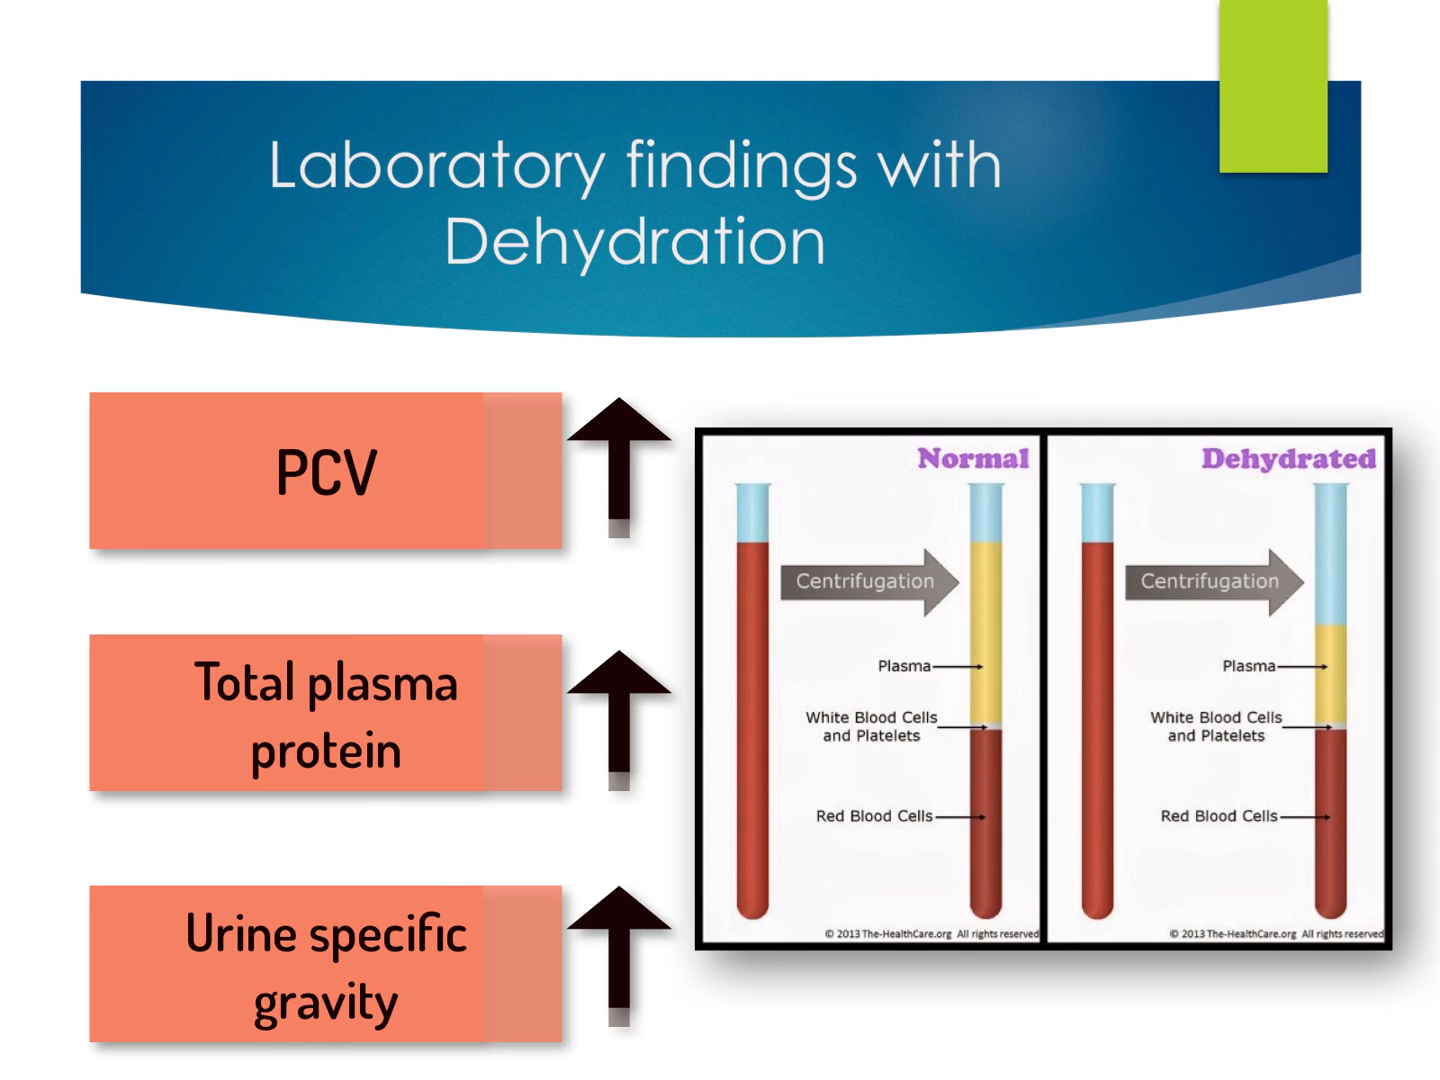 Laboratory findings with
Dehydration
PCV
Total plasma
protein
Urine specific
gravity
Normal
Centrifugation
Plasma
White Blood Cells
and Platelets
Red Blood Cells
© 2013 The-HealthCare.org All rights reserved
Dehydrated
Centrifugation
Plasma
White Blood Cells
and Platelets
Red Blood Cells
© 2013 The-HealthCare.org All rights reserved